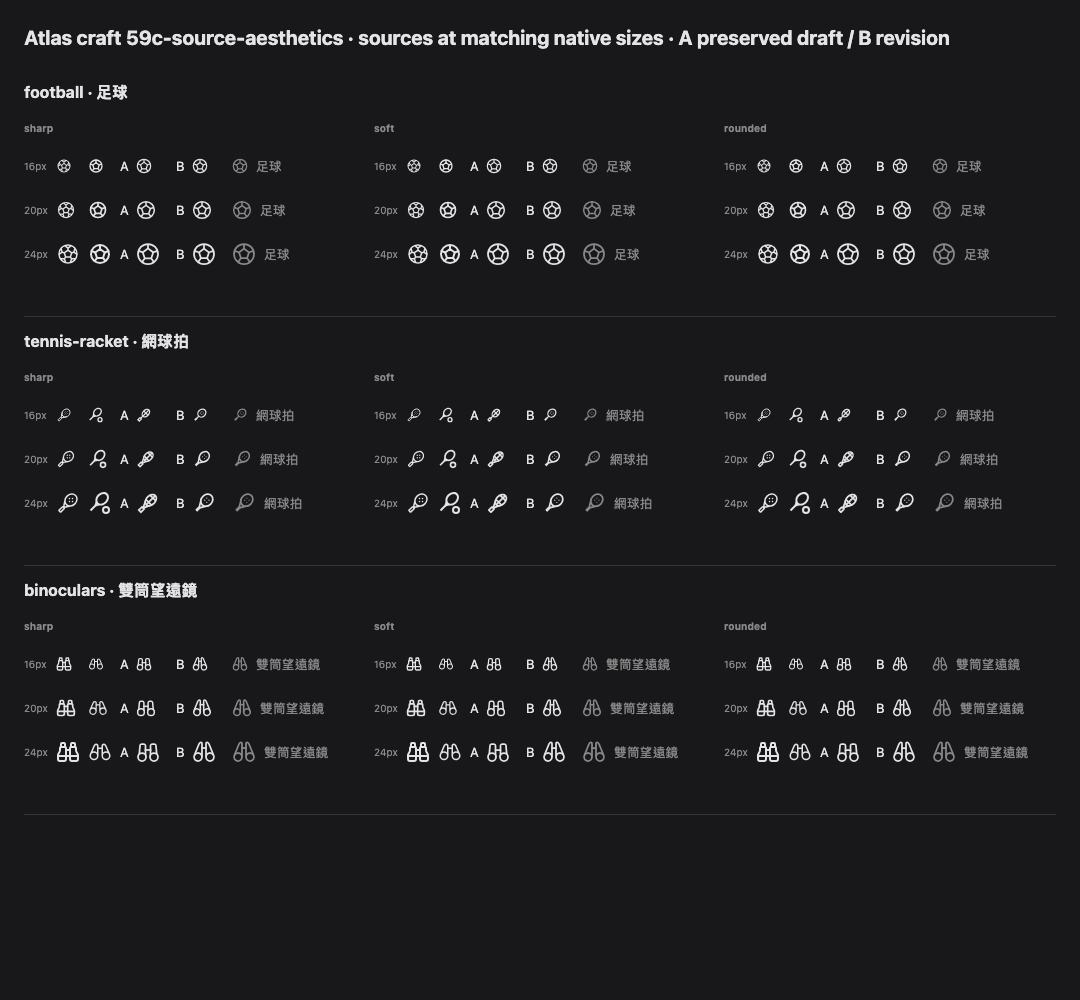 Atlas craft 59c-source-aesthetics · sources at matching native sizes · A preserved draft / B revision
football · 足球
sharp soft rounded
16px A B 足球 16px A B 足球 16px A B 足球
20px A B 足球 20px A B 足球 20px A B 足球
24px A B 足球 24px A B 足球 24px A B 足球
tennis-racket · 網球拍
sharp soft rounded
16px A B 網球拍 16px A B 網球拍 16px A B 網球拍
20px A B 網球拍 20px A B 網球拍 20px A B 網球拍
24px A B 網球拍 24px A B 網球拍 24px A B 網球拍
binoculars · 雙筒望遠鏡
sharp soft rounded
16px A B 雙筒望遠鏡 16px A B 雙筒望遠鏡 16px A B 雙筒望遠鏡
20px A B 雙筒望遠鏡 20px A B 雙筒望遠鏡 20px A B 雙筒望遠鏡
24px A B 雙筒望遠鏡 24px A B 雙筒望遠鏡 24px A B 雙筒望遠鏡